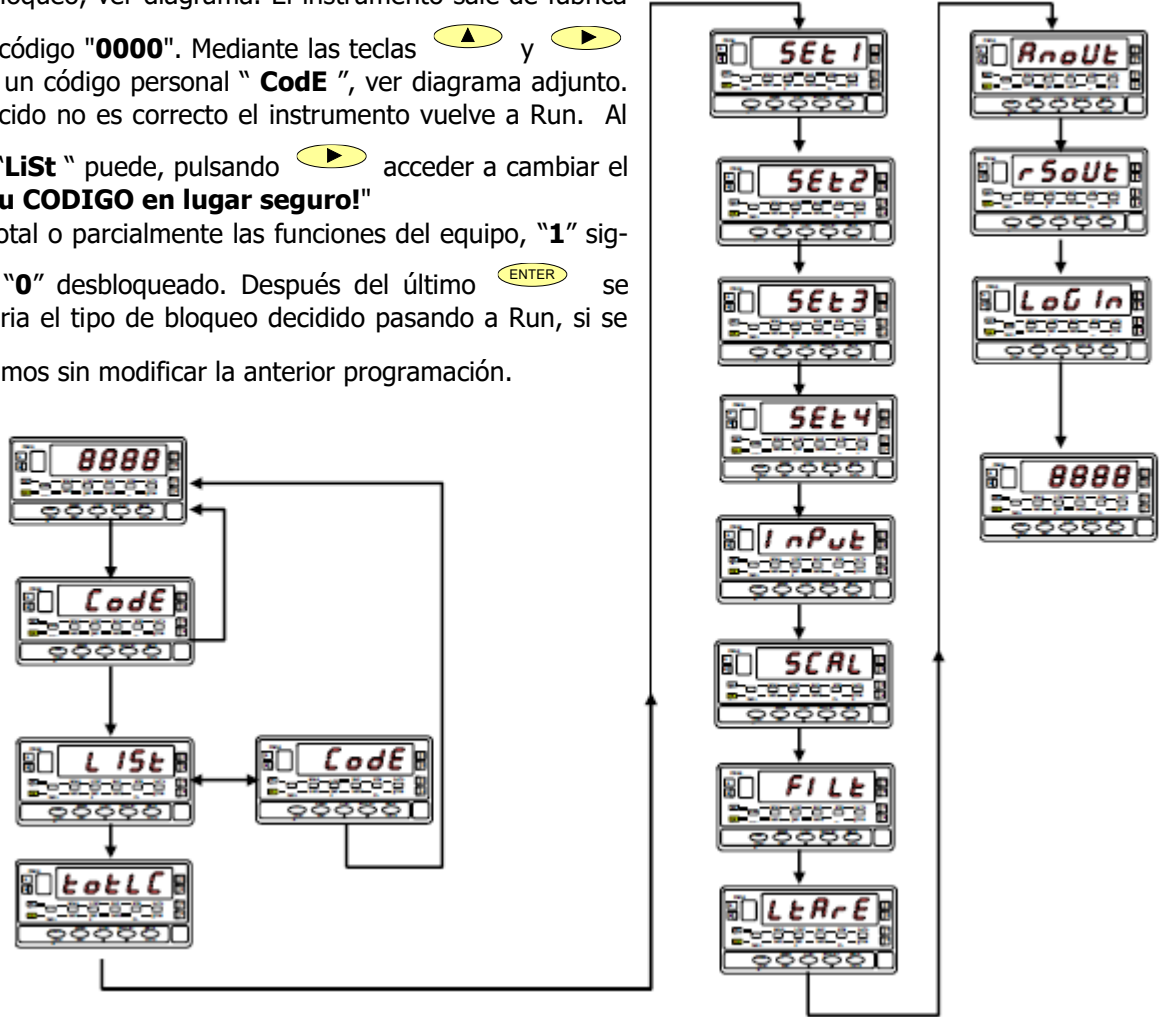 loqueo, ver diagrama. El instrumento sale de fábrica
código "0000". Mediante las teclas y
un código personal “ CodE ”, ver diagrama adjunto.
cido no es correcto el instrumento vuelve a Run. Al
“LiSt “ puede, pulsando acceder a cambiar el
u CODIGO en lugar seguro!"
otal o parcialmente las funciones del equipo, “1” sig-
“0” desbloqueado. Después del último ENTER se
ria el tipo de bloqueo decidido pasando a Run, si se
mos sin modificar la anterior programación.
8888
CodE
LISt
CodE
totLC
SEt 1
SEt2
SEt3
SEt4
InPut
SCAL
FILt
LtArE
AnoUt
rSoUt
LoGIn
8888